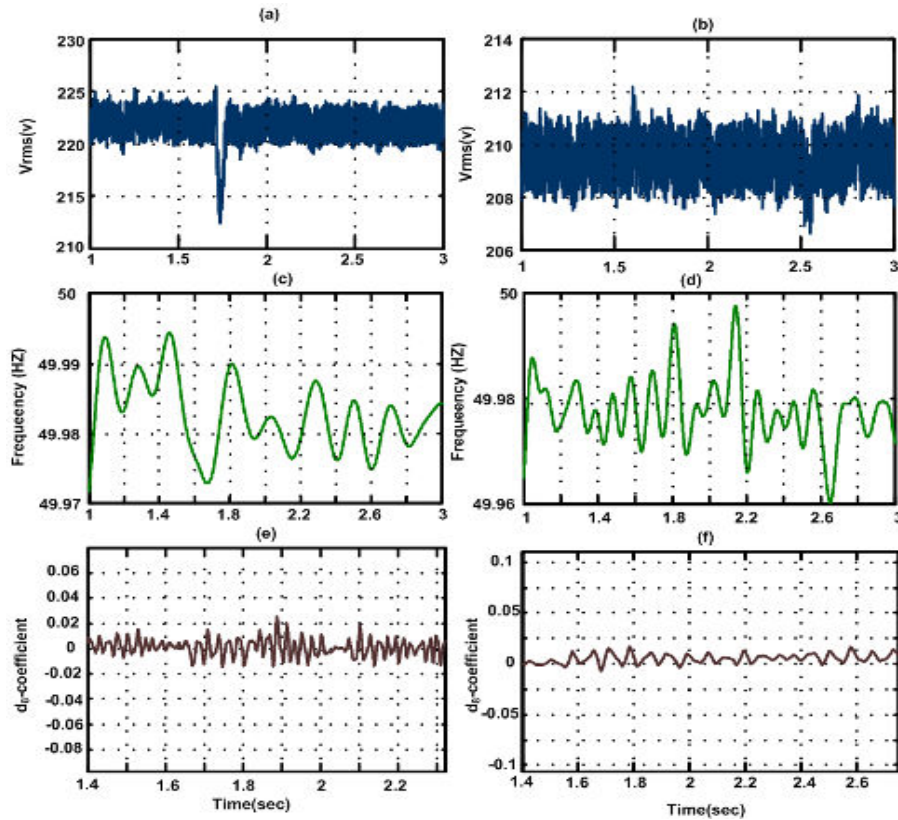 (a)
230
225
220
215
210
Vrms(v)
1 1.5 2 2.5 3
(b)
214
212
210
208
206
Vrms(v)
1 1.5 2 2.5 3
(c)
50
49.99
49.98
49.97
Frequeency (HZ)
1 1.4 1.8 2.2 2.6 3
(d)
50
49.98
49.96
Frequeency (HZ)
1 1.4 1.8 2.2 2.6 3
(e)
0.06
0.04
0.02
0
-0.02
-0.04
-0.06
-0.08
d₈-coefficient
1.4 1.6 1.8 2 2.2
Time(sec)
(f)
0.1
0.05
0
-0.05
-0.1
d₈-coefficient
1.4 1.6 1.8 2 2.2 2.4 2.6
Time(sec)